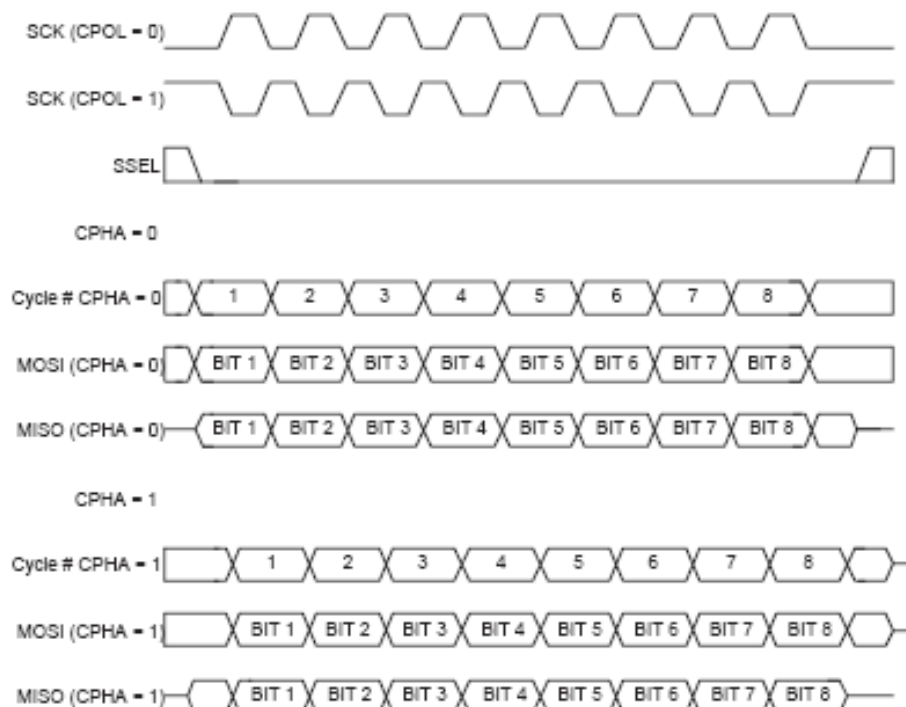 SCK (CPOL = 0)
SCK (CPOL = 1)
SSEL
CPHA = 0
Cycle # CPHA = 0 1 2 3 4 5 6 7 8
MOSI (CPHA = 0) BIT 1 BIT 2 BIT 3 BIT 4 BIT 5 BIT 6 BIT 7 BIT 8
MISO (CPHA = 0) BIT 1 BIT 2 BIT 3 BIT 4 BIT 5 BIT 6 BIT 7 BIT 8
CPHA = 1
Cycle # CPHA = 1 1 2 3 4 5 6 7 8
MOSI (CPHA = 1) BIT 1 BIT 2 BIT 3 BIT 4 BIT 5 BIT 6 BIT 7 BIT 8
MISO (CPHA = 1) BIT 1 BIT 2 BIT 3 BIT 4 BIT 5 BIT 6 BIT 7 BIT 8